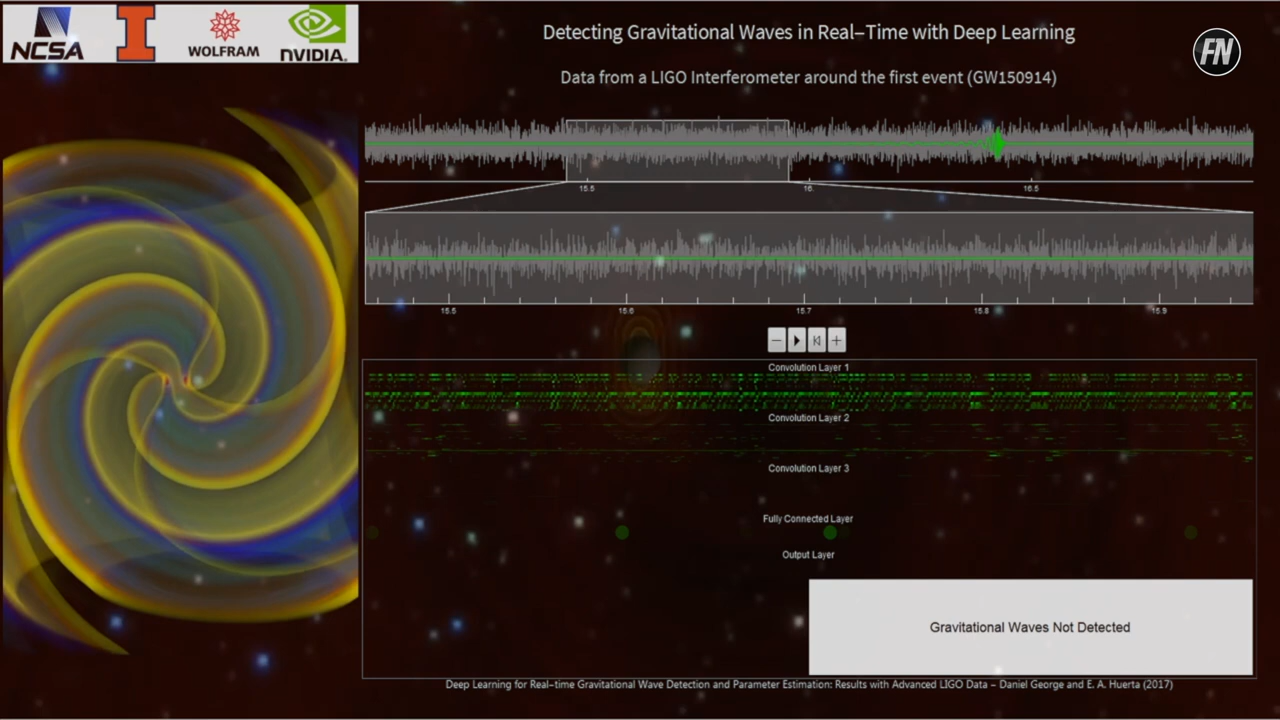 NCSA
I
WOLFRAM
NVIDIA.
Detecting Gravitational Waves in Real–Time with Deep Learning
FN
Data from a LIGO Interferometer around the first event (GW150914)
15.5
16.
16.5
15.5
15.6
15.7
15.8
15.9
Convolution Layer 1
Convolution Layer 2
Convolution Layer 3
Fully Connected Layer
Output Layer
Gravitational Waves Not Detected
Deep Learning for Real–time Gravitational Wave Detection and Parameter Estimation: Results with Advanced LIGO Data – Daniel George and E. A. Huerta (2017)